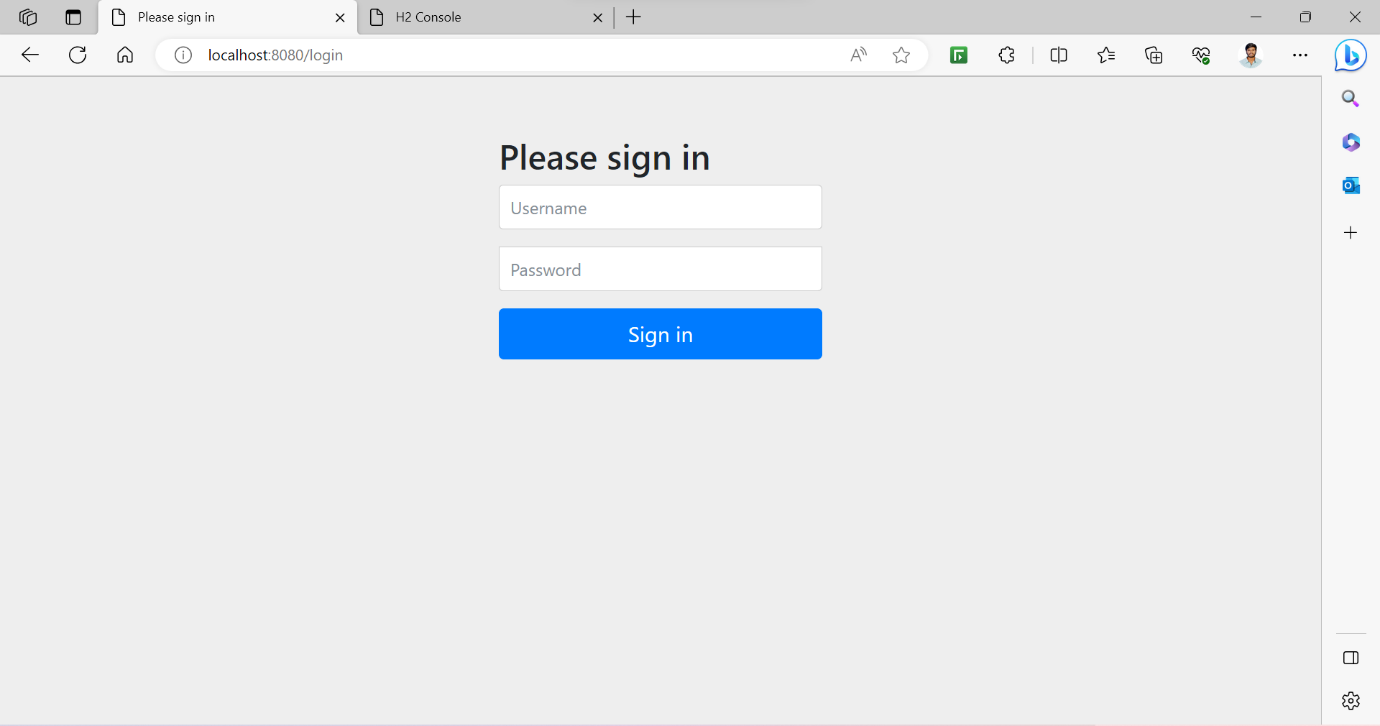 Please sign in
H2 Console
localhost:8080/login
Please sign in
Username
Password
Sign in